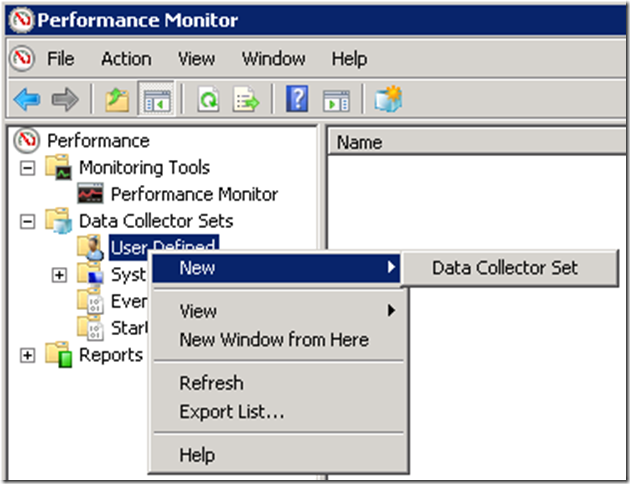 Performance Monitor
File Action View Window Help
Performance
Monitoring Tools
Performance Monitor
Data Collector Sets
User Defined
Syst
Even
Start
Reports
Name
New
Data Collector Set
View
New Window from Here
Refresh
Export List...
Help